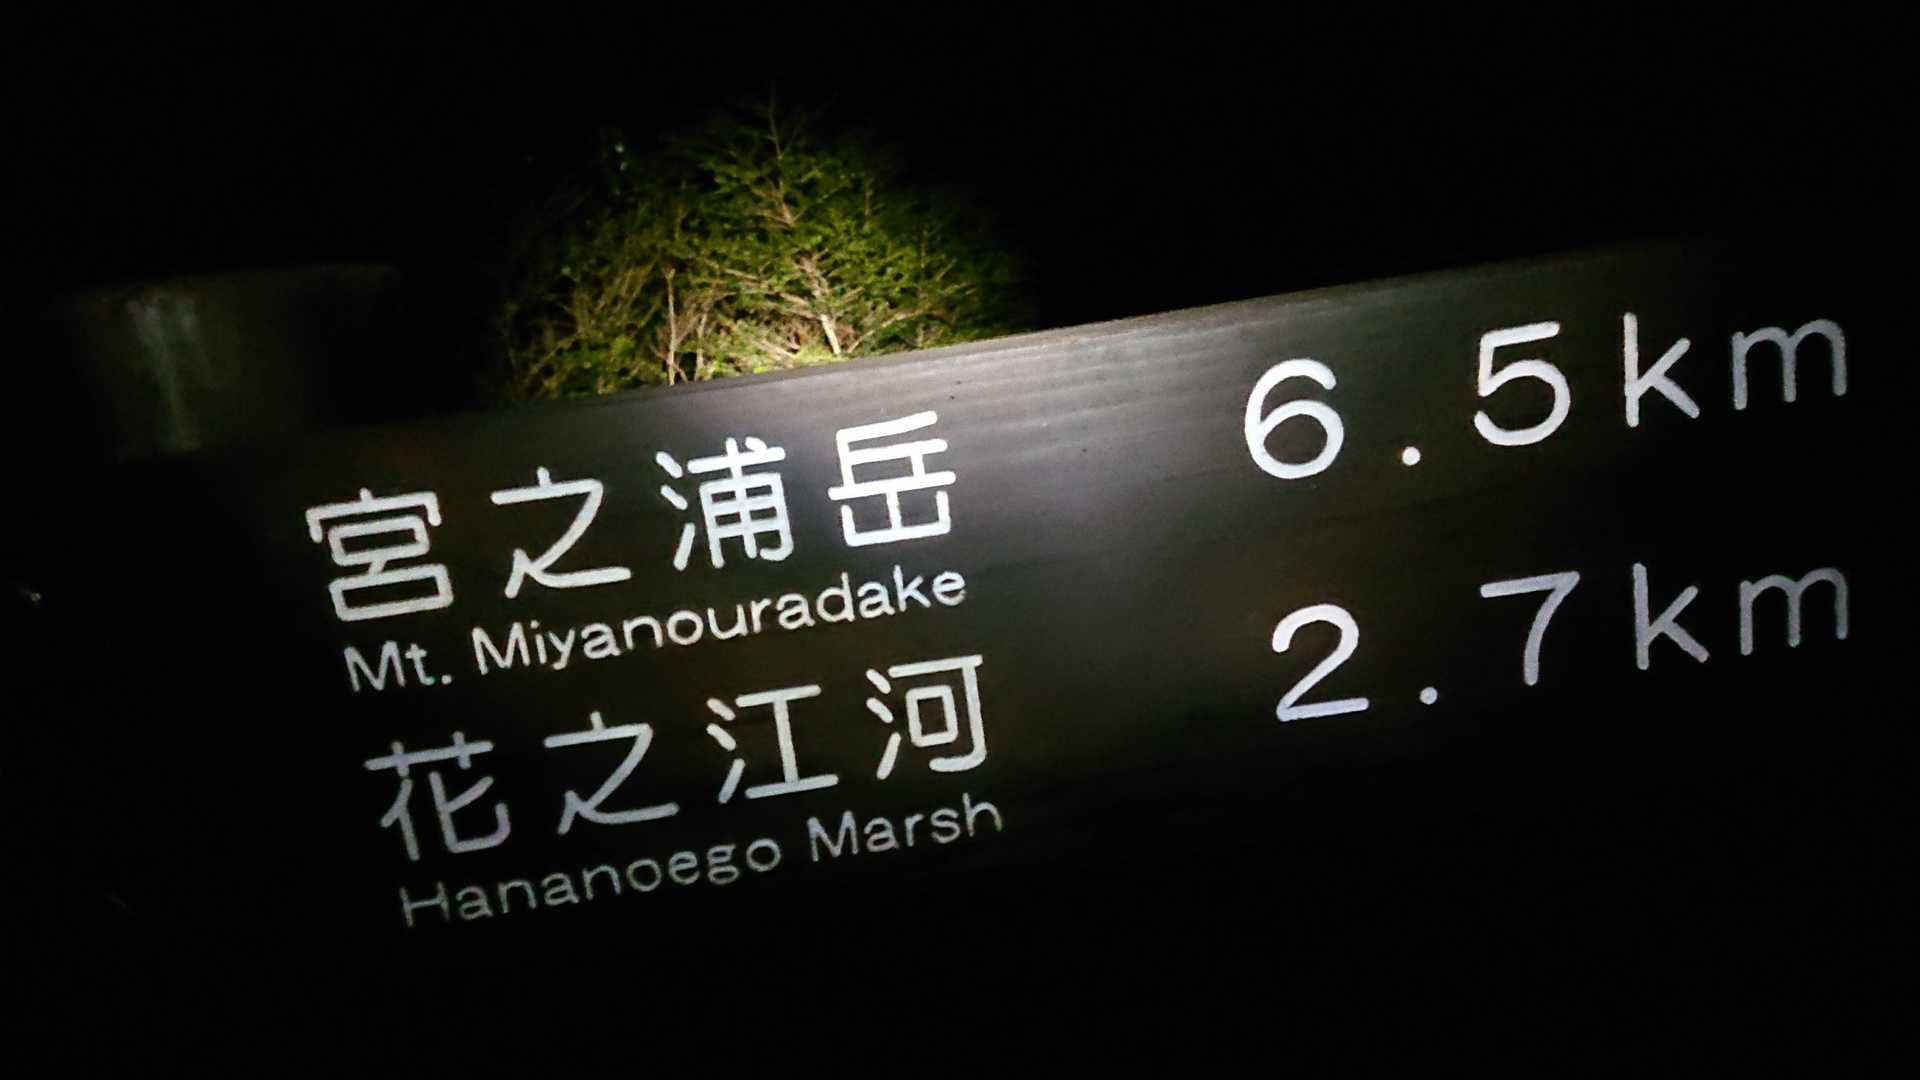 宮之浦岳 6.5km
Mt. Miyanouradake
花之江河 2.7km
Hananoego Marsh